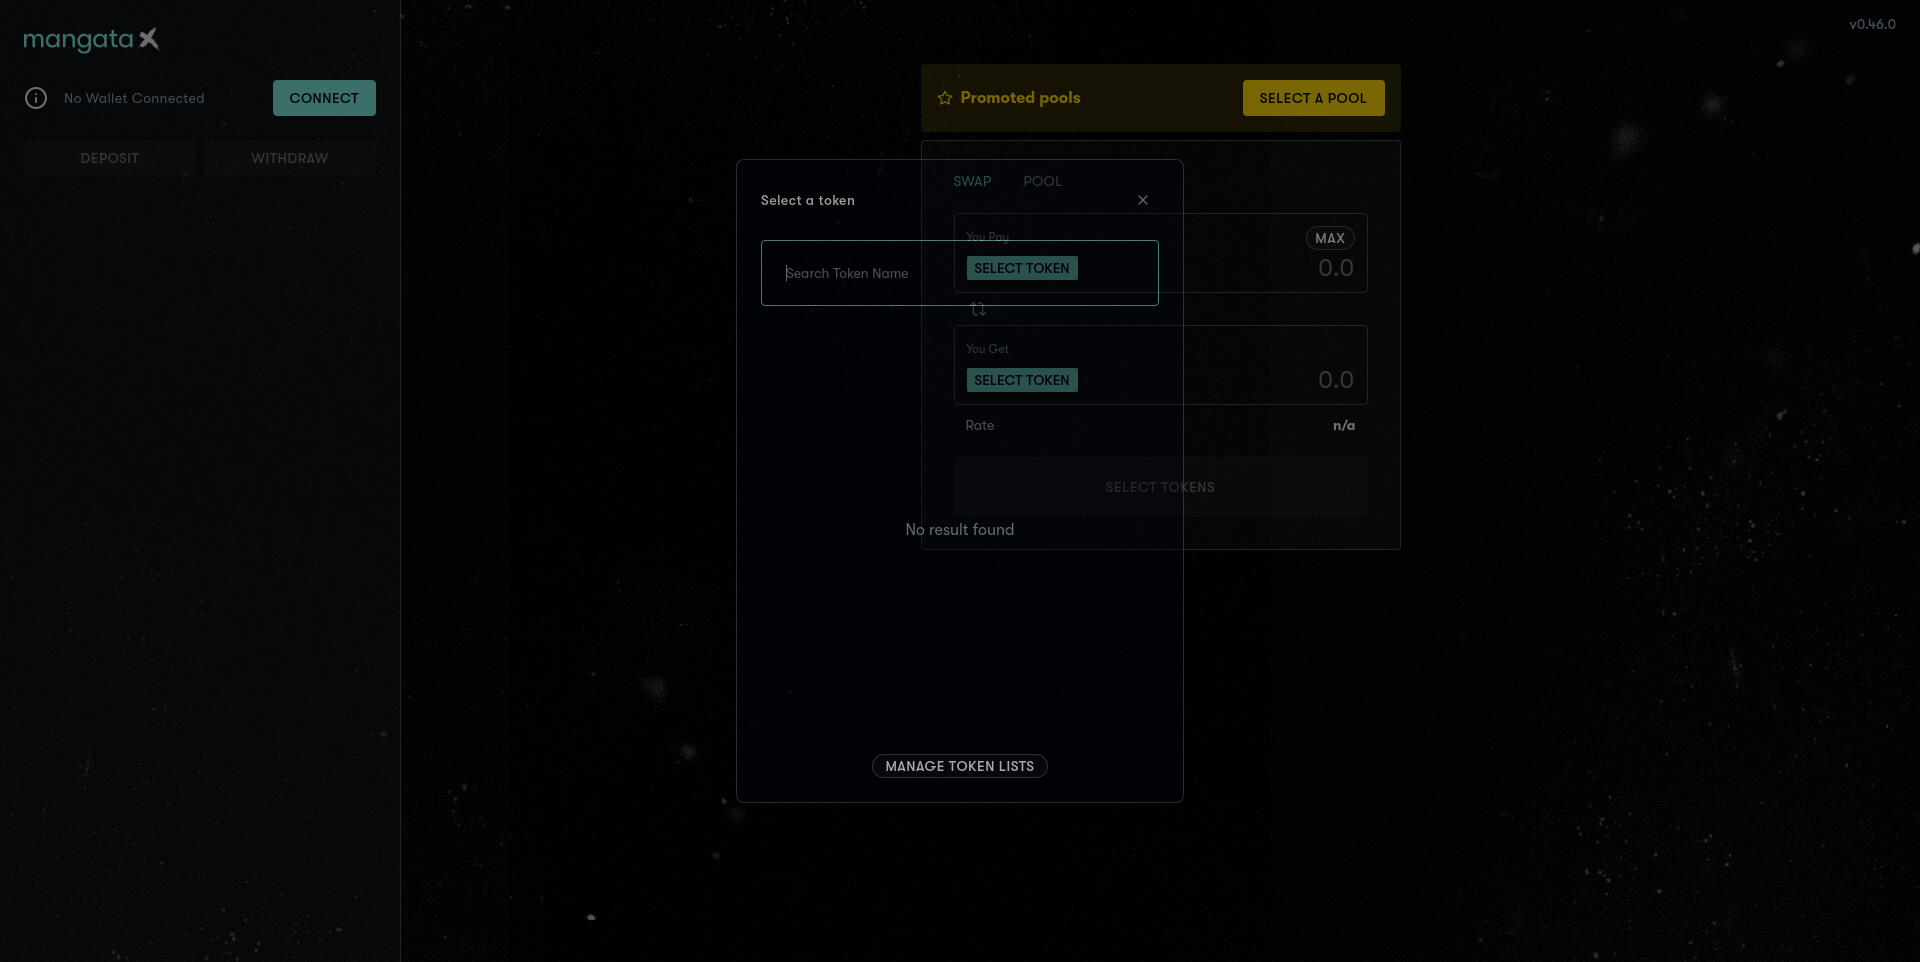 mangata X
v0.46.0
No Wallet Connected
CONNECT
DEPOSIT
WITHDRAW
Promoted pools
SELECT A POOL
SWAP
POOL
Select a token
You Pay
MAX
SELECT TOKEN
0.0
Search Token Name
You Get
SELECT TOKEN
0.0
Rate
n/a
SELECT TOKENS
No result found
MANAGE TOKEN LISTS